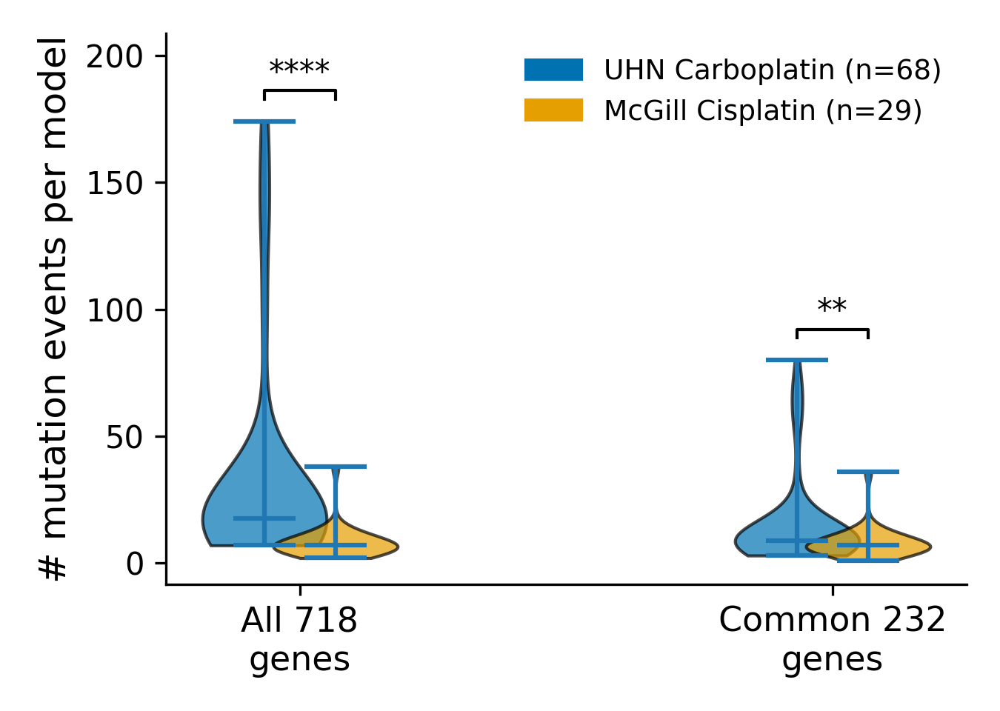 # mutation events per model
200
150
100
50
0
****
**
UHN Carboplatin (n=68)
McGill Cisplatin (n=29)
All 718
genes
Common 232
genes